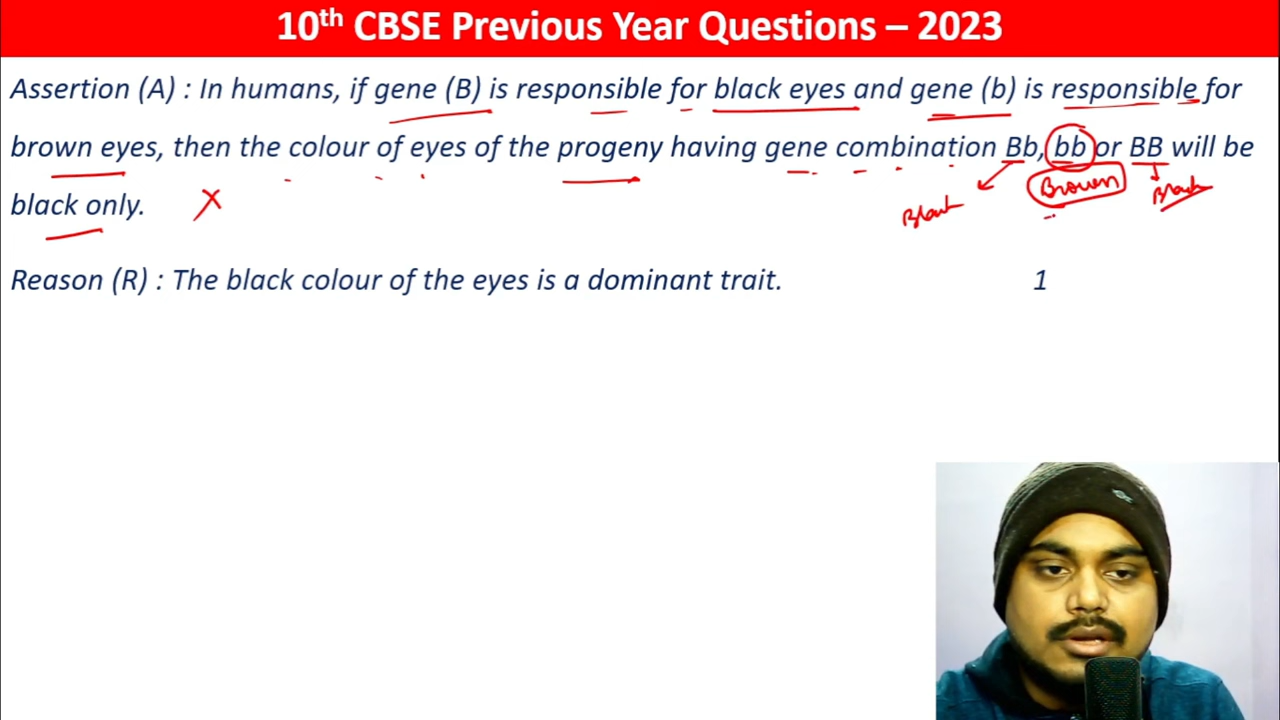 10th CBSE Previous Year Questions – 2023
Assertion (A) : In humans, if gene (B) is responsible for black eyes and gene (b) is responsible for
brown eyes, then the colour of eyes of the progeny having gene combination Bb, bb or BB will be
black only.
Black
Brown
Black
Reason (R) : The black colour of the eyes is a dominant trait. 1